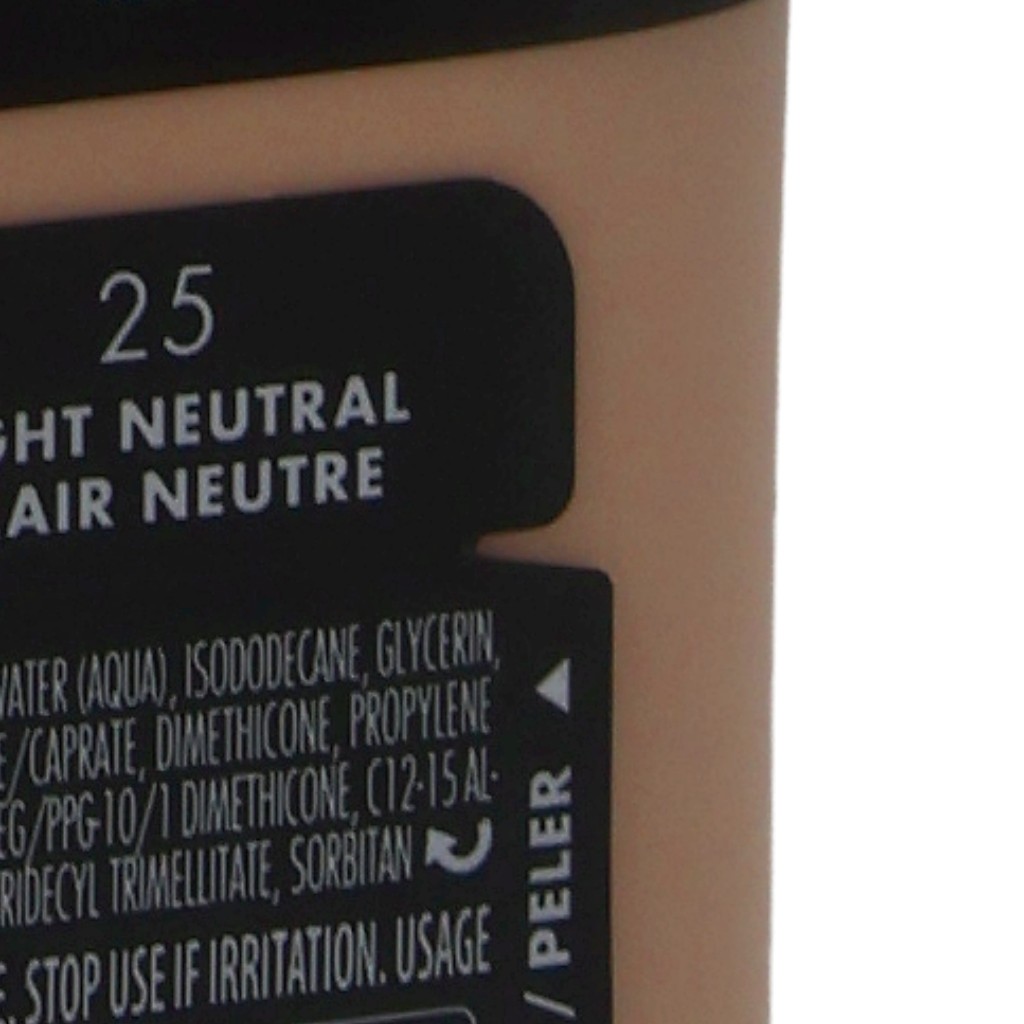 25
GHT NEUTRAL
AIR NEUTRE
WATER (AQUA), ISODODECANE, GLYCERIN,
E/CAPRATE, DIMETHICONE, PROPYLENE
EG/PPG-10/1 DIMETHICONE, C12-15 AL-
RIDECYL TRIMELLITATE, SORBITAN
STOP USE IF IRRITATION. USAGE
/ PELER